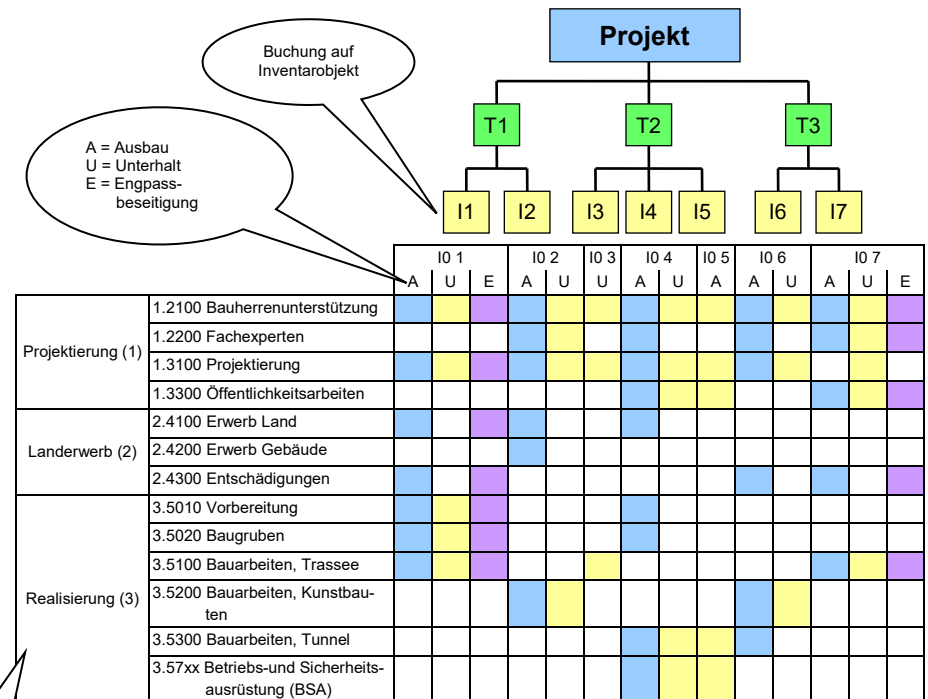 Projekt
Buchung auf
Inventarobjekt
T1 T2 T3
A = Ausbau
U = Unterhalt
E = Engpass-
beseitigung
I1 I2 I3 I4 I5 I6 I7
I0 1 I0 2 I0 3 I0 4 I0 5 I0 6 I0 7
A U E A U U A U A A U A U E
Projektierung (1)
1.2100 Bauherrenunterstützung
1.2200 Fachexperten
1.3100 Projektierung
1.3300 Öffentlichkeitsarbeiten
Landerwerb (2)
2.4100 Erwerb Land
2.4200 Erwerb Gebäude
2.4300 Entschädigungen
Realisierung (3)
3.5010 Vorbereitung
3.5020 Baugruben
3.5100 Bauarbeiten, Trassee
3.5200 Bauarbeiten, Kunstbau-
ten
3.5300 Bauarbeiten, Tunnel
3.57xx Betriebs-und Sicherheits-
ausrüstung (BSA)